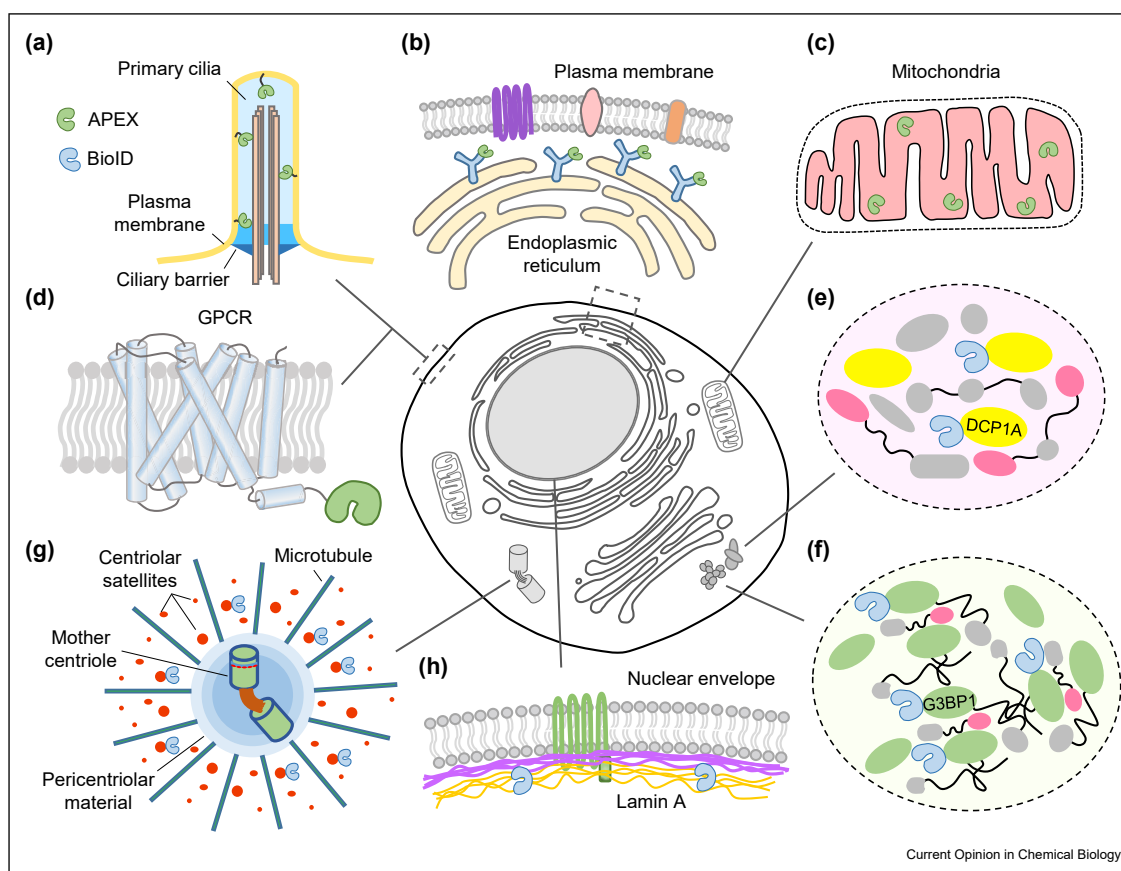 (a)
Primary cilia
APEX
BioID
Plasma
membrane
Ciliary barrier
(b)
Plasma membrane
Endoplasmic
reticulum
(c)
Mitochondria
(d)
GPCR
(e)
DCP1A
(f)
G3BP1
(g)
Centriolar
satellites
Microtubule
Mother
centriole
Pericentriolar
material
(h)
Nuclear envelope
Lamin A
Current Opinion in Chemical Biology